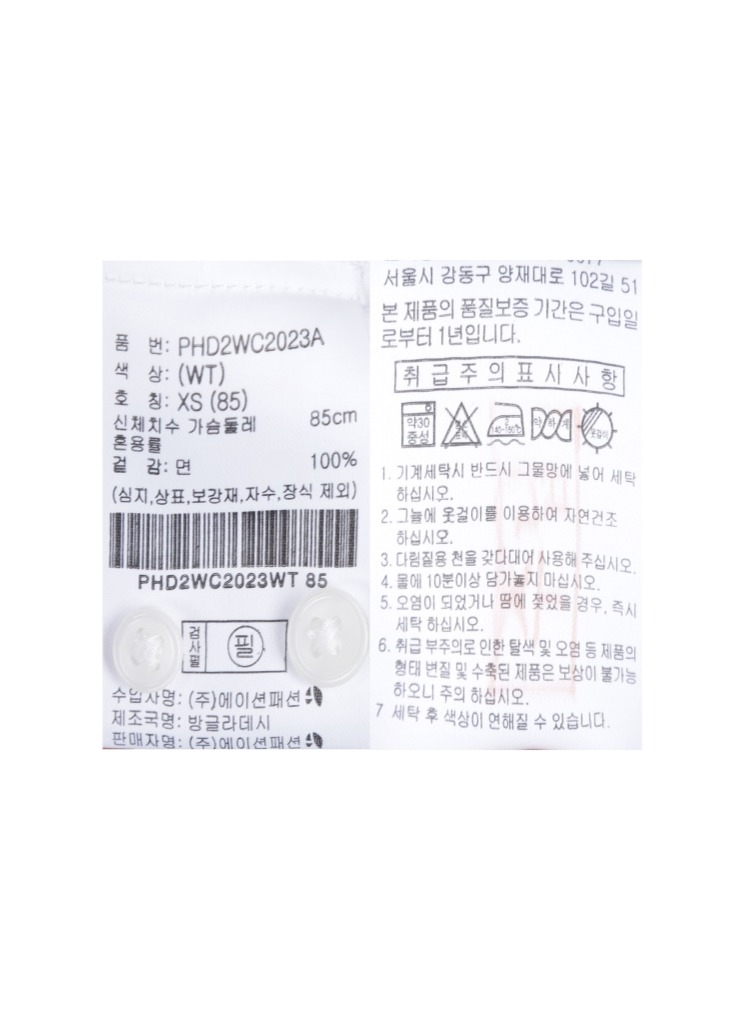 품 번: PHD2WC2023A
색 상: (WT)
호 칭: XS (85)
신체치수 가슴둘레 85cm
혼용률
겉 감: 면 100%
(심지,상표,보강재,자수,장식 제외)
PHD2WC2023WT 85
검사필
필
수입자명: (주)에이션패션
제조국명: 방글라데시
판매자명: (주)에이션패션
서울시 강동구 양재대로 102길 51
본 제품의 품질보증 기간은 구입일
로부터 1년입니다.
취급주의표시사항
약30
중성
140~150℃
약하게
옷걸이
1. 기계세탁시 반드시 그물망에 넣어 세탁
하십시오.
2. 그늘에 옷걸이를 이용하여 자연건조
하십시오.
3. 다림질용 천을 갖다대어 사용해 주십시오.
4. 물에 10분이상 담가놓지 마십시오.
5. 오염이 되었거나 땀에 젖었을 경우, 즉시
세탁 하십시오.
6. 취급 부주의로 인한 탈색 및 오염 등 제품의
형태 변질 및 수축된 제품은 보상이 불가능
하오니 주의 하십시오.
7 세탁 후 색상이 연해질 수 있습니다.